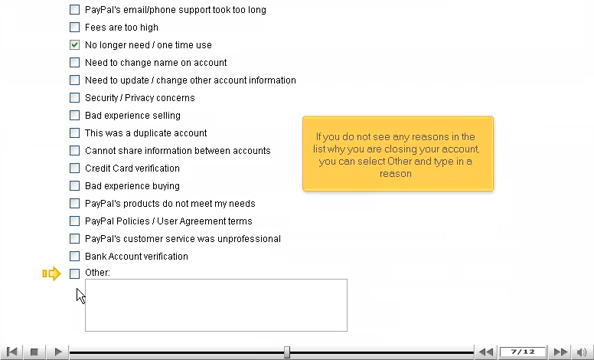 PayPal's email/phone support took too long
Fees are too high
No longer need / one time use
Need to change name on account
Need to update / change other account information
Security / Privacy concerns
Bad experience selling
This was a duplicate account
Cannot share information between accounts
Credit Card verification
Bad experience buying
PayPal's products do not meet my needs
PayPal Policies / User Agreement terms
PayPal's customer service was unprofessional
Bank Account verification
Other:
If you do not see any reasons in the
list why you are closing your account,
you can select Other and type in a
reason
7/12